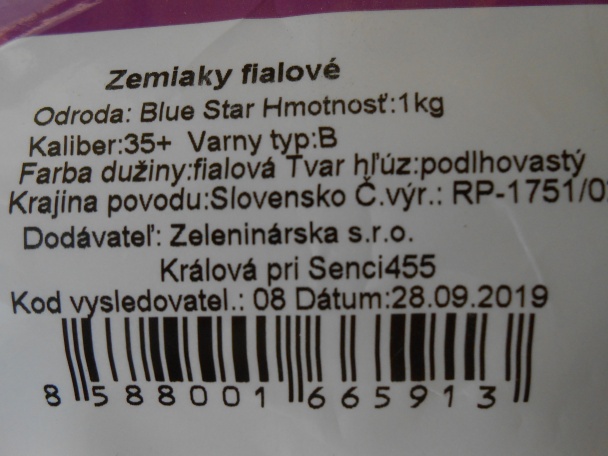 Zemiaky fialové
Odroda: Blue Star Hmotnosť:1kg
Kaliber:35+ Varny typ:B
Farba dužiny:fialová Tvar hľúz:podlhovastý
Krajina povodu:Slovensko Č.výr.: RP-1751/0
Dodávateľ: Zeleninárska s.r.o.
Králová pri Senci455
Kod vysledovatel.: 08 Dátum:28.09.2019
8 588001 665913